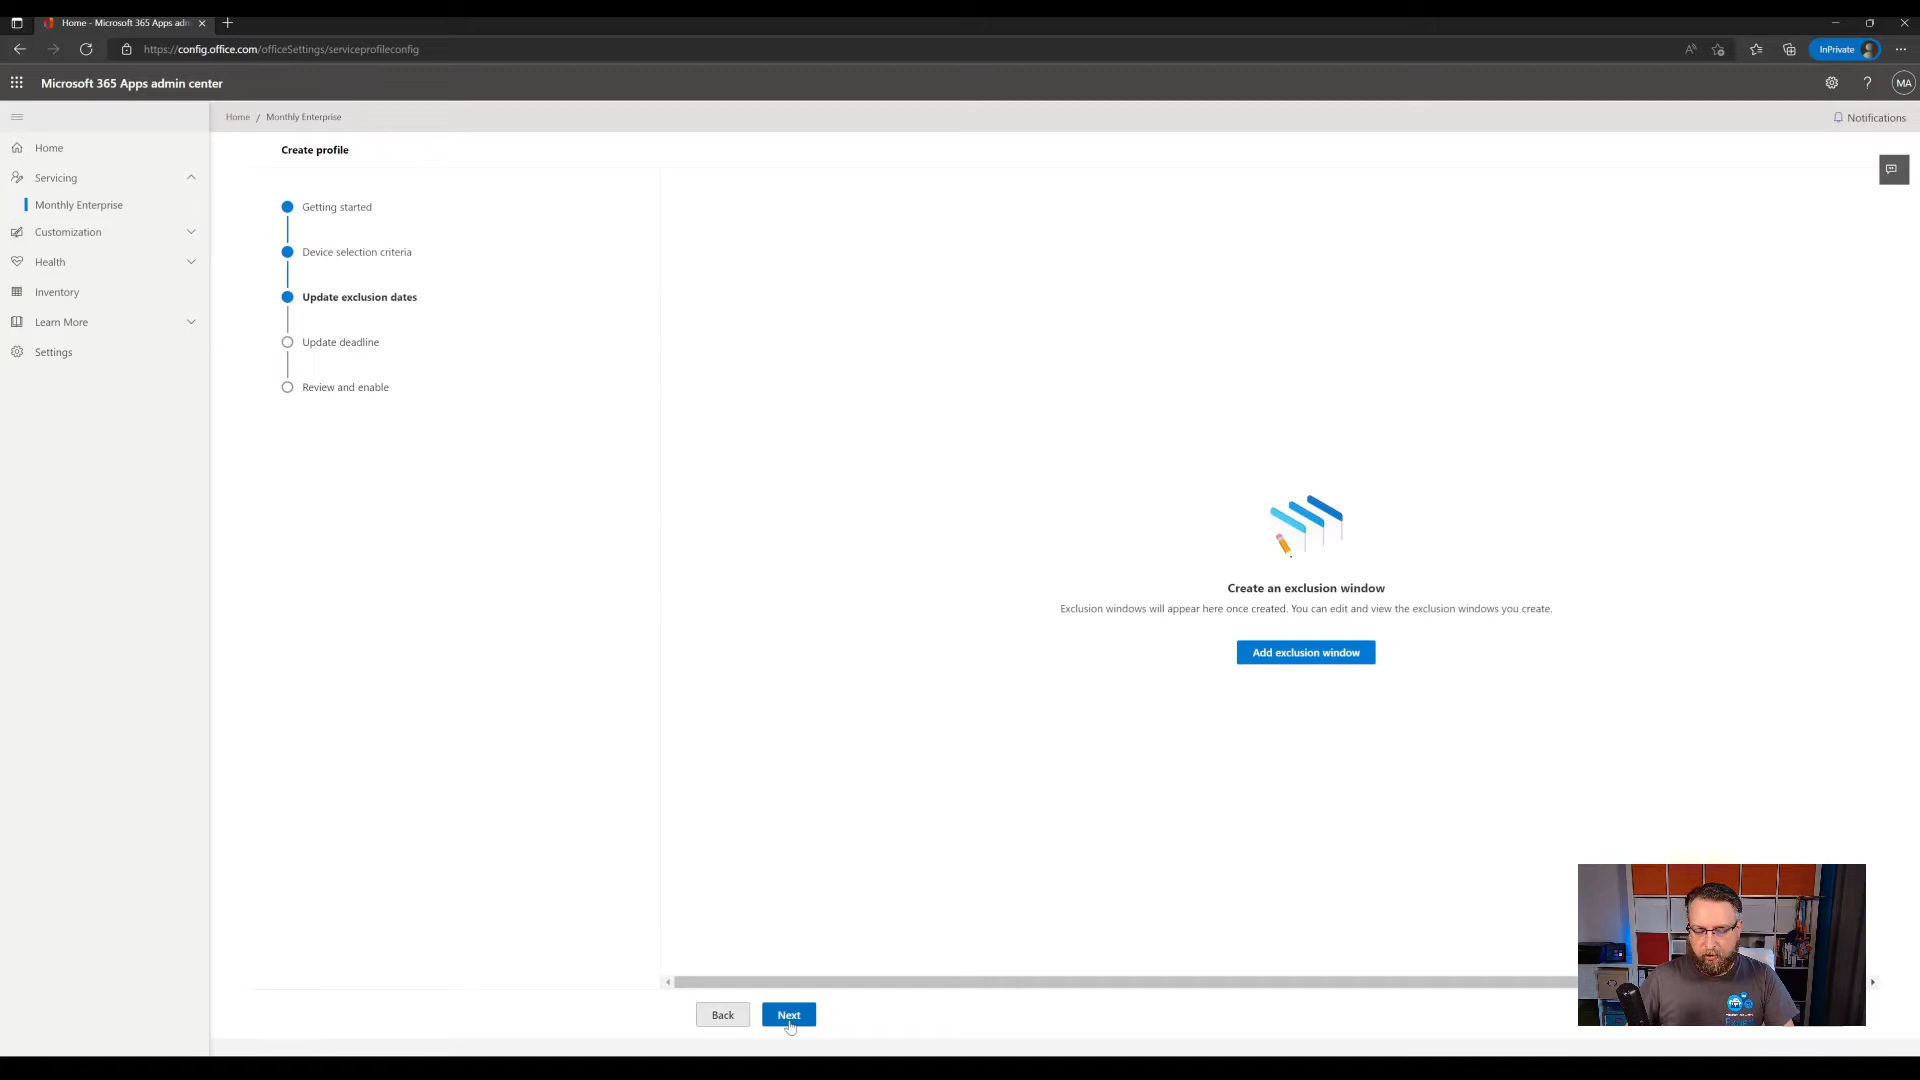 Home - Microsoft 365 Apps adm
https://config.office.com/officeSettings/serviceprofileconfig
InPrivate
Microsoft 365 Apps admin center
MA
Home / Monthly Enterprise
Notifications
Home
Servicing
Monthly Enterprise
Customization
Health
Inventory
Learn More
Settings
Create profile
Getting started
Device selection criteria
Update exclusion dates
Update deadline
Review and enable
Create an exclusion window
Exclusion windows will appear here once created. You can edit and view the exclusion windows you create.
Add exclusion window
Back
Next